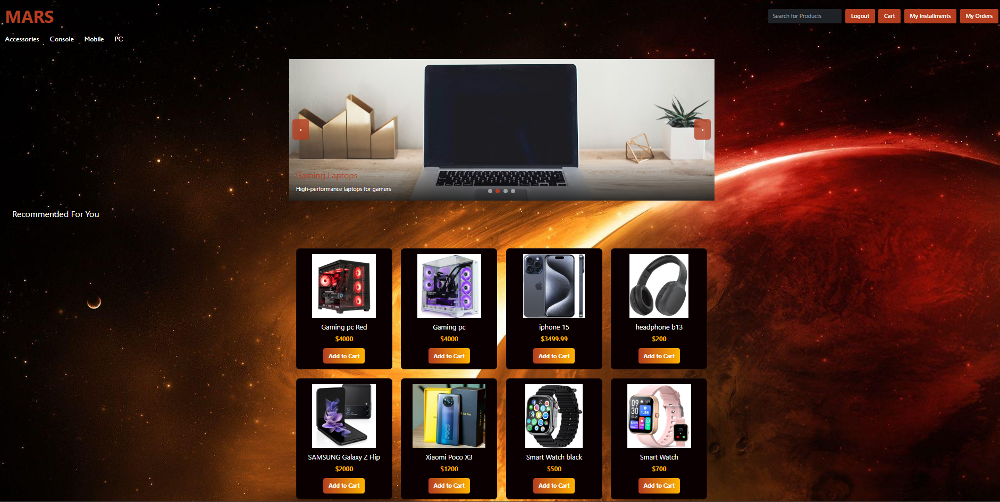 MARS
Search for Products
Logout
Cart
My Installments
My Orders
Accessories
Console
Mobile
PC
‹
›
Gaming Laptops
High-performance laptops for gamers
Recommended For You
Gaming pc Red
$4000
Add to Cart
Gaming pc
$4000
Add to Cart
iphone 15
$3499.99
Add to Cart
headphone b13
$200
Add to Cart
SAMSUNG Galaxy Z Flip
$2000
Add to Cart
Xiaomi Poco X3
$1200
Add to Cart
Smart Watch black
$500
Add to Cart
Smart Watch
$700
Add to Cart